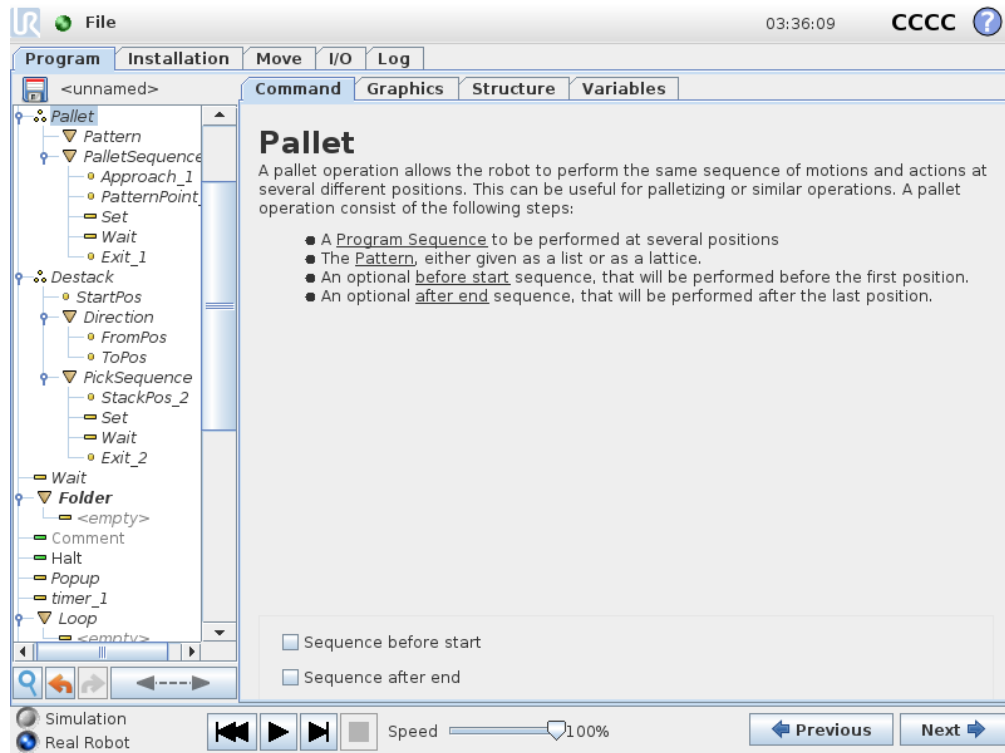 UR File 03:36:09 CCCC ?
Program Installation Move I/O Log
<unnamed> Command Graphics Structure Variables
Pallet
Pattern
PalletSequence
Approach_1
PatternPoint_
Set
Wait
Exit_1
Destack
StartPos
Direction
FromPos
ToPos
PickSequence
StackPos_2
Set
Wait
Exit_2
Wait
Folder
<empty>
Comment
Halt
Popup
timer_1
Loop
<empty>
Pallet
A pallet operation allows the robot to perform the same sequence of motions and actions at
several different positions. This can be useful for palletizing or similar operations. A pallet
operation consist of the following steps:
A Program Sequence to be performed at several positions
The Pattern, either given as a list or as a lattice.
An optional before start sequence, that will be performed before the first position.
An optional after end sequence, that will be performed after the last position.
Sequence before start
Sequence after end
Simulation
Real Robot
Speed 100%
Previous Next